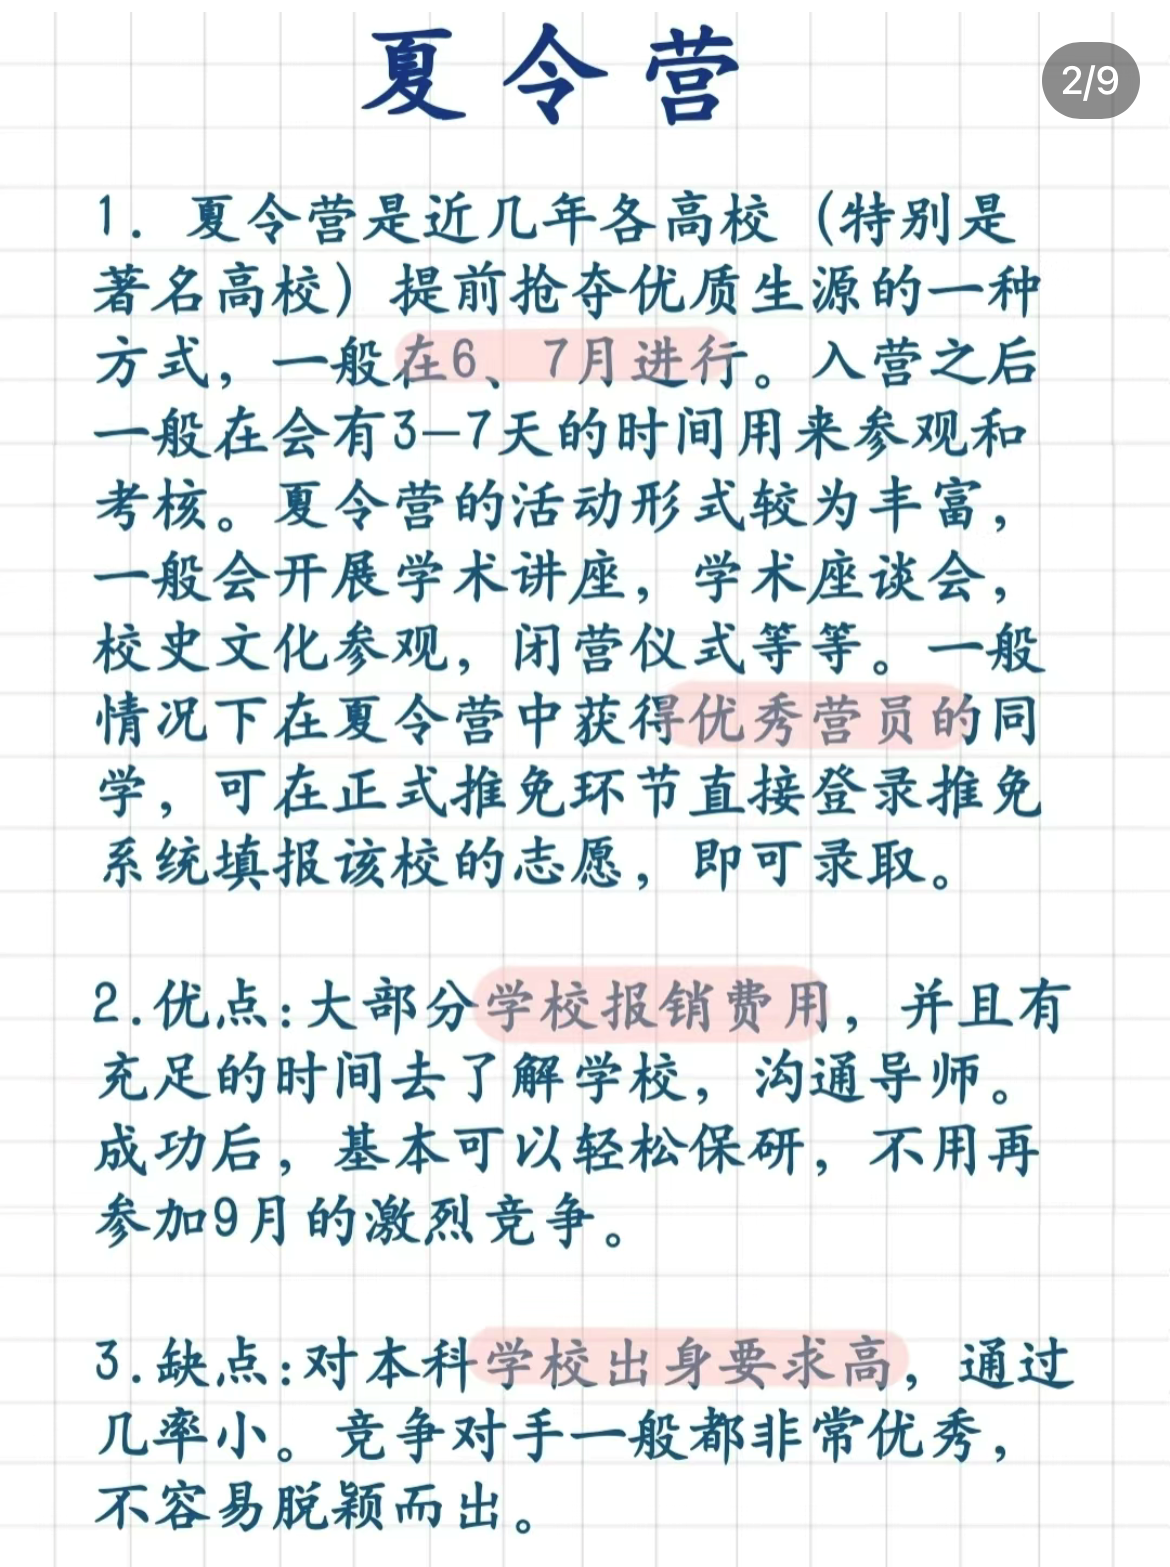 夏令营
2/9
1. 夏令营是近几年各高校（特别是
著名高校）提前抢夺优质生源的一种
方式，一般在6、7月进行。入营之后
一般在会有3—7天的时间用来参观和
考核。夏令营的活动形式较为丰富，
一般会开展学术讲座，学术座谈会，
校史文化参观，闭营仪式等等。一般
情况下在夏令营中获得优秀营员的同
学，可在正式推免环节直接登录推免
系统填报该校的志愿，即可录取。
2.优点:大部分学校报销费用，并且有
充足的时间去了解学校，沟通导师。
成功后，基本可以轻松保研，不用再
参加9月的激烈竞争。
3.缺点:对本科学校出身要求高，通过
几率小。竞争对手一般都非常优秀，
不容易脱颖而出。